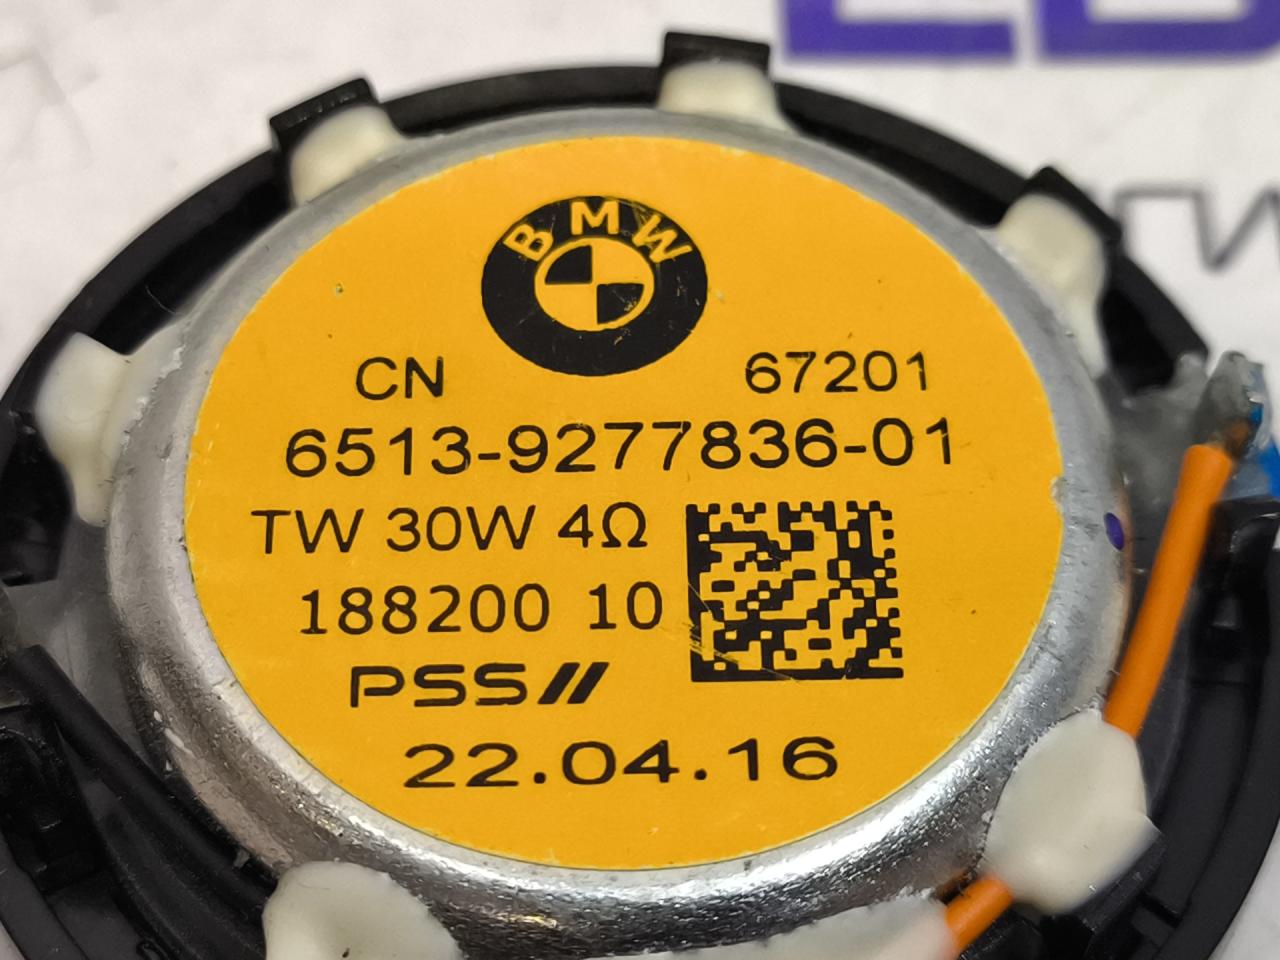 BMW
CN 67201
6513-9277836-01
TW 30W 4Ω
188200 10
PSS//
22.04.16